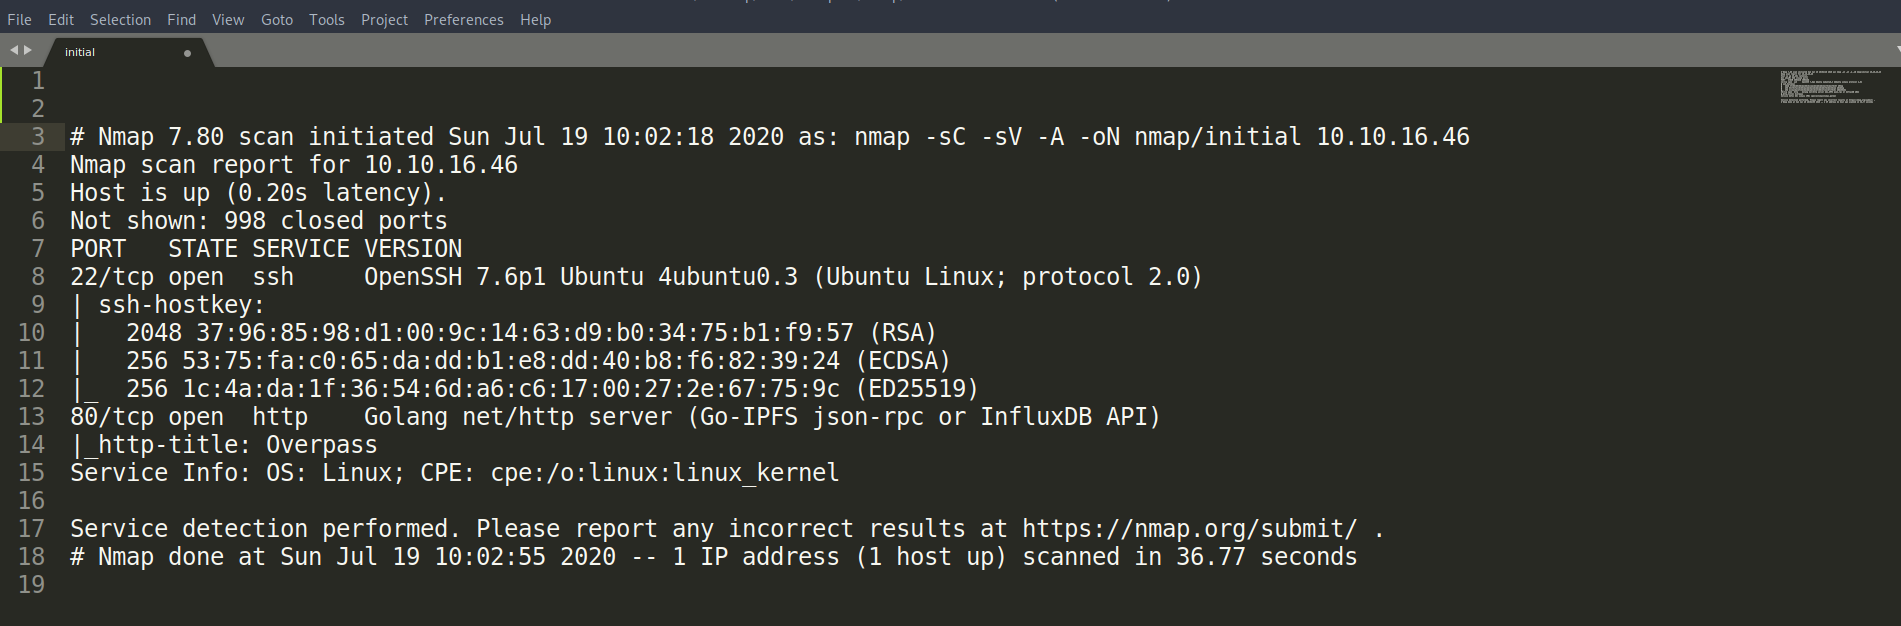 File Edit Selection Find View Goto Tools Project Preferences Help
initial
1
2
3 # Nmap 7.80 scan initiated Sun Jul 19 10:02:18 2020 as: nmap -sC -sV -A -oN nmap/initial 10.10.16.46
4 Nmap scan report for 10.10.16.46
5 Host is up (0.20s latency).
6 Not shown: 998 closed ports
7 PORT   STATE SERVICE VERSION
8 22/tcp open  ssh     OpenSSH 7.6p1 Ubuntu 4ubuntu0.3 (Ubuntu Linux; protocol 2.0)
9 | ssh-hostkey:
10 |   2048 37:96:85:98:d1:00:9c:14:63:d9:b0:34:75:b1:f9:57 (RSA)
11 |   256 53:75:fa:c0:65:da:dd:b1:e8:dd:40:b8:f6:82:39:24 (ECDSA)
12 |_  256 1c:4a:da:1f:36:54:6d:a6:c6:17:00:27:2e:67:75:9c (ED25519)
13 80/tcp open  http    Golang net/http server (Go-IPFS json-rpc or InfluxDB API)
14 |_http-title: Overpass
15 Service Info: OS: Linux; CPE: cpe:/o:linux:linux_kernel
16
17 Service detection performed. Please report any incorrect results at https://nmap.org/submit/ .
18 # Nmap done at Sun Jul 19 10:02:55 2020 -- 1 IP address (1 host up) scanned in 36.77 seconds
19